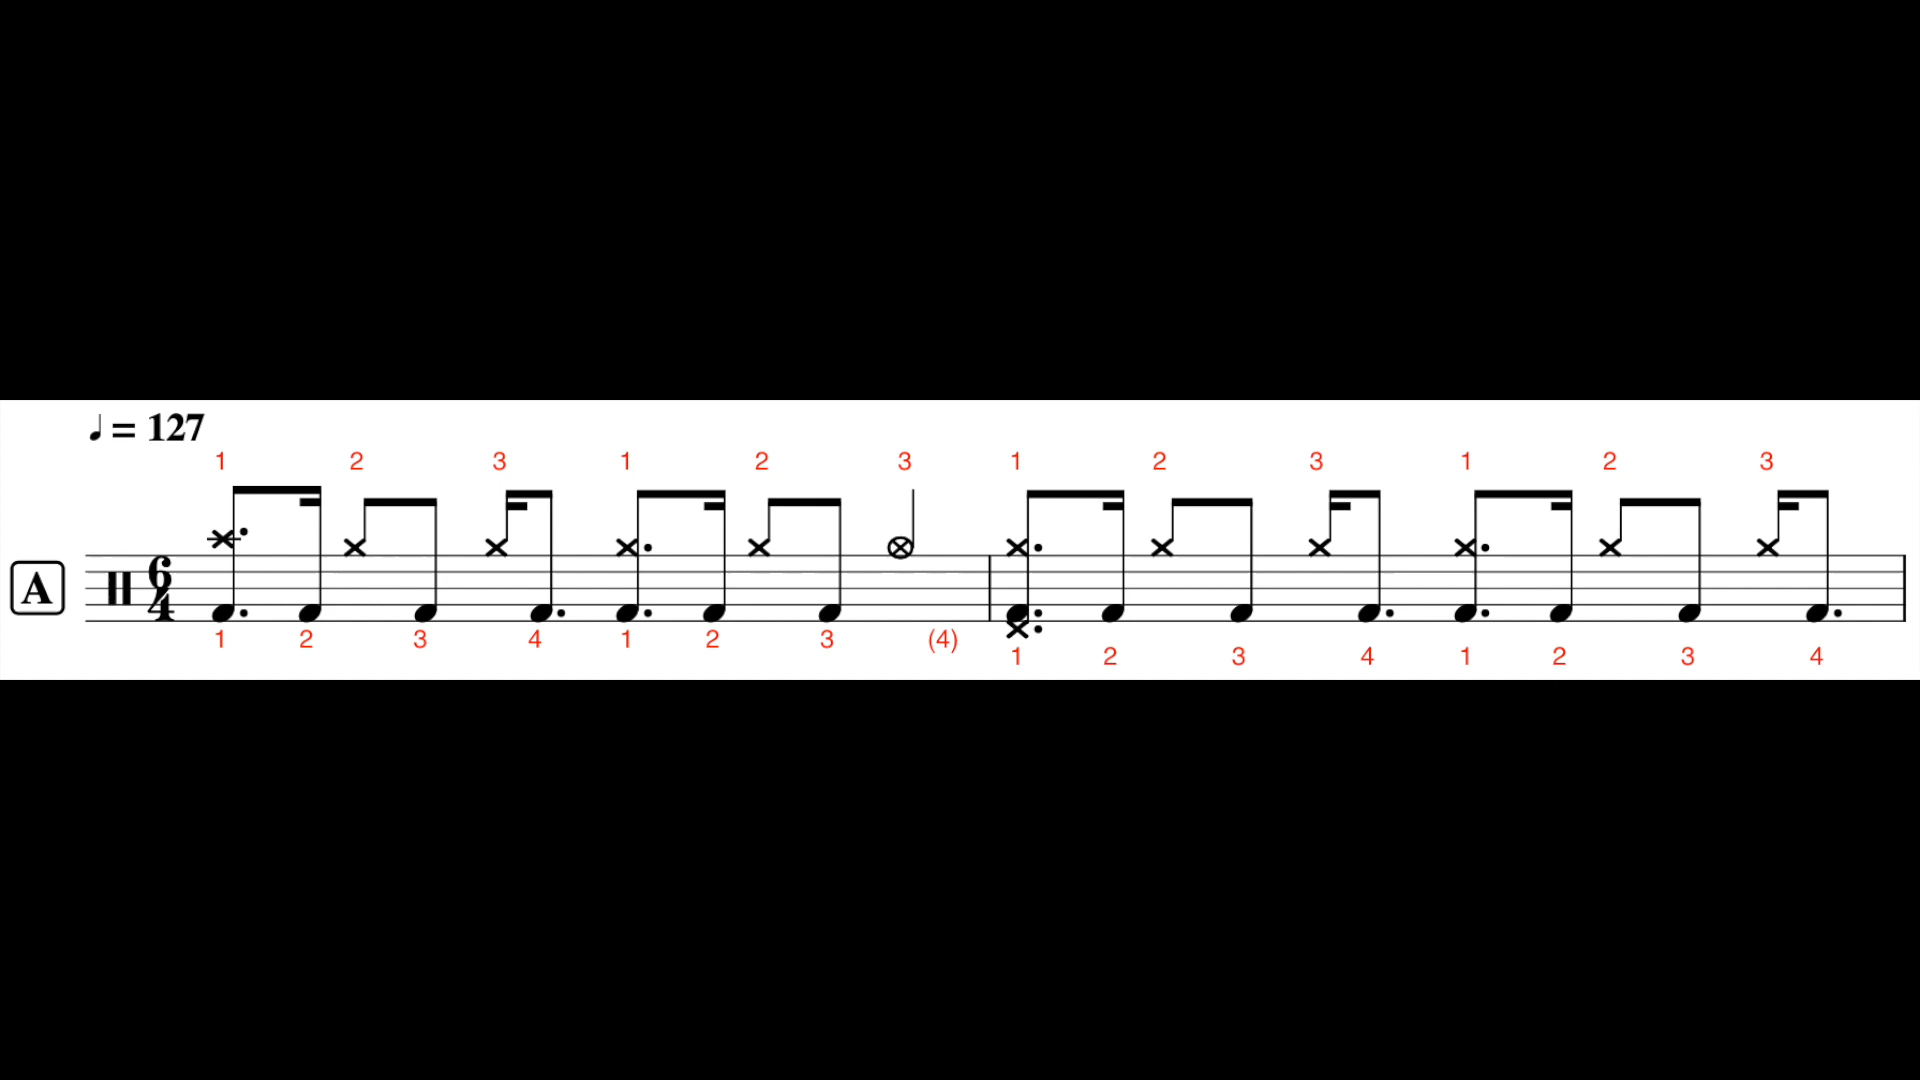 ♩ = 127
1 2 3 1 2 3 1 2 3 1 2 3
A
6
4
1 2 3 4 1 2 3 (4) 1 2 3 4 1 2 3 4